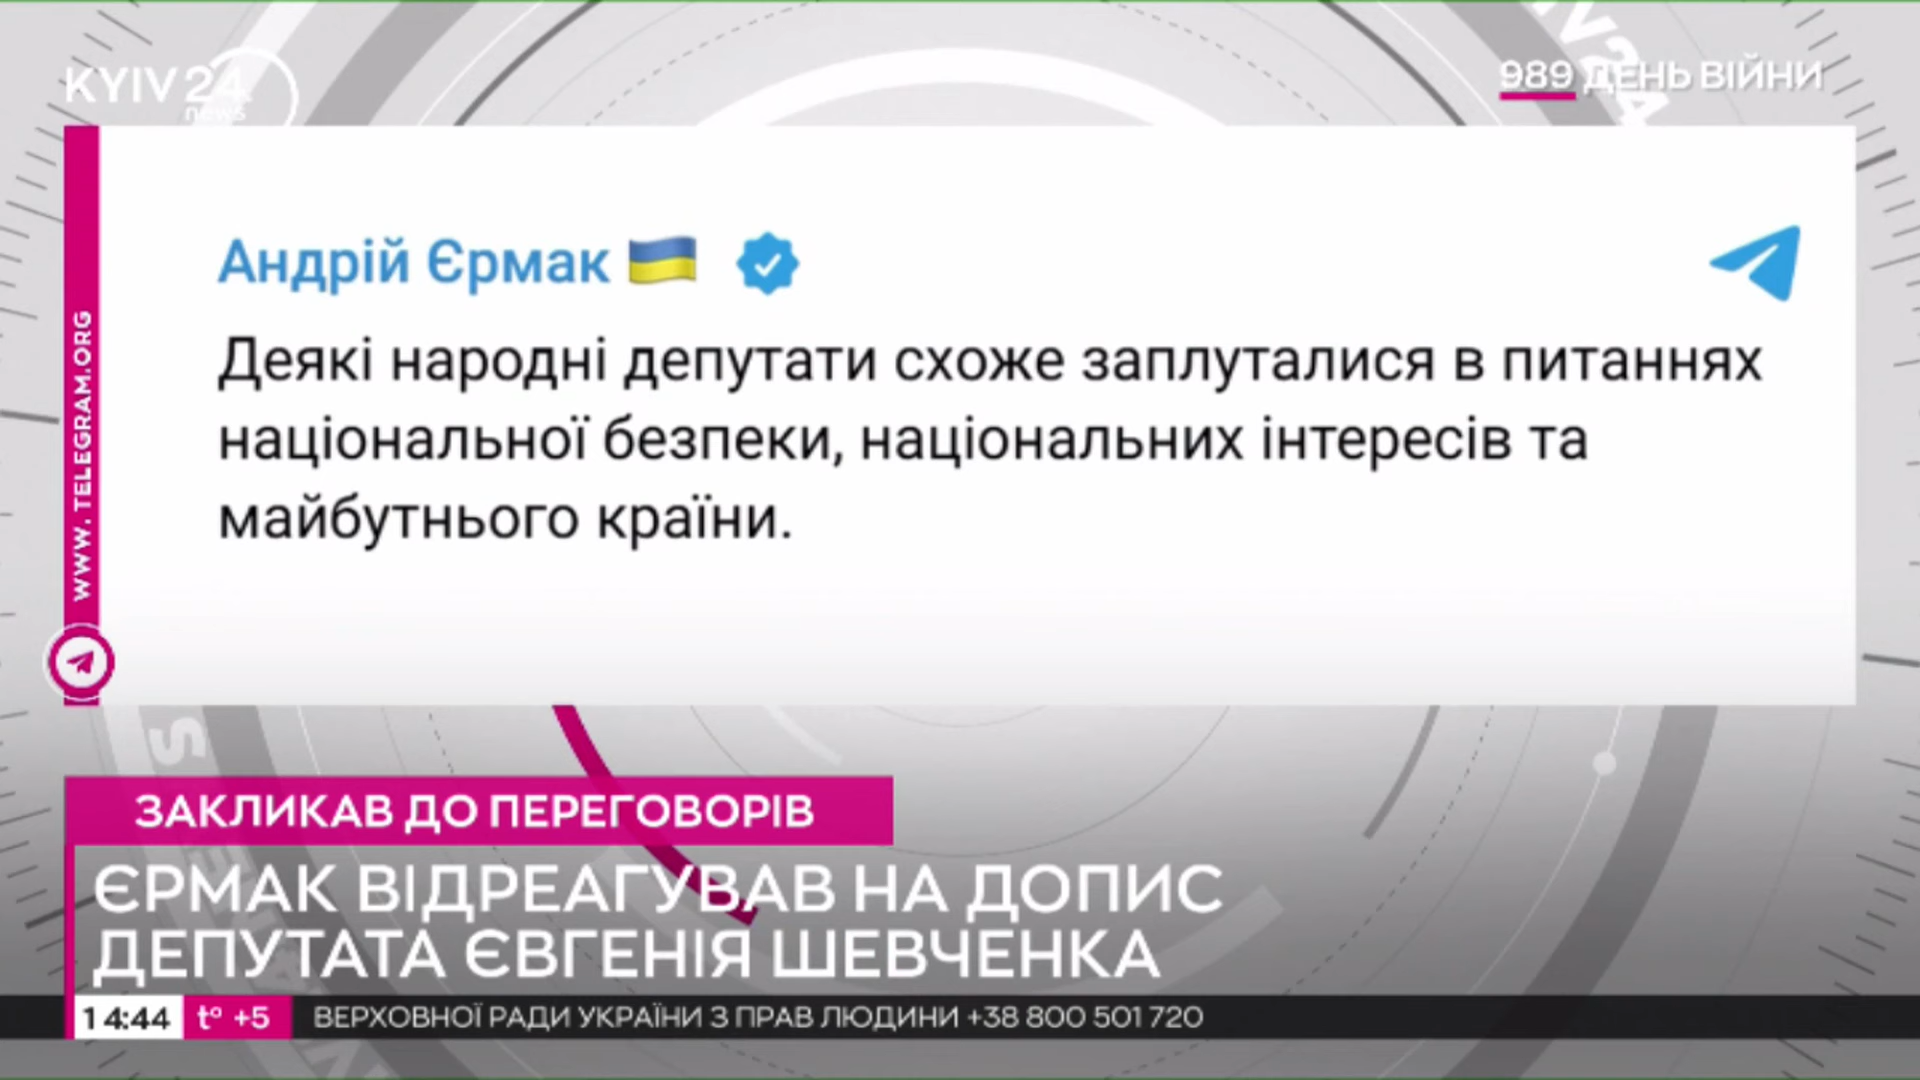 KYIV 24
news
989 ДЕНЬ ВІЙНИ
WWW. TELEGRAM.ORG
Андрій Єрмак
Деякі народні депутати схоже заплуталися в питаннях
національної безпеки, національних інтересів та
майбутнього країни.
ЗАКЛИКАВ ДО ПЕРЕГОВОРІВ
ЄРМАК ВІДРЕАГУВАВ НА ДОПИС
ДЕПУТАТА ЄВГЕНІЯ ШЕВЧЕНКА
14:44 t° +5 ВЕРХОВНОЇ РАДИ УКРАЇНИ З ПРАВ ЛЮДИНИ +38 800 501 720